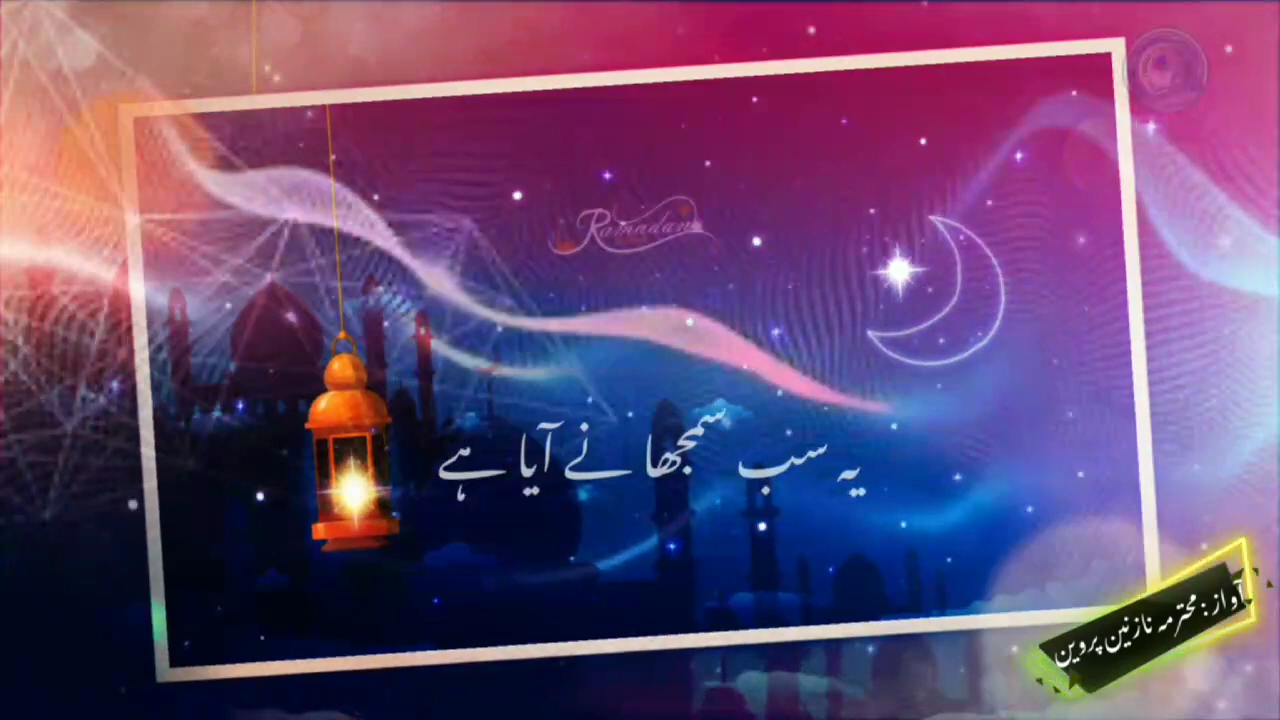 Ramadan
یہ سب سمجھانے آیا ہے
آواز: محترمہ نازنین پروین